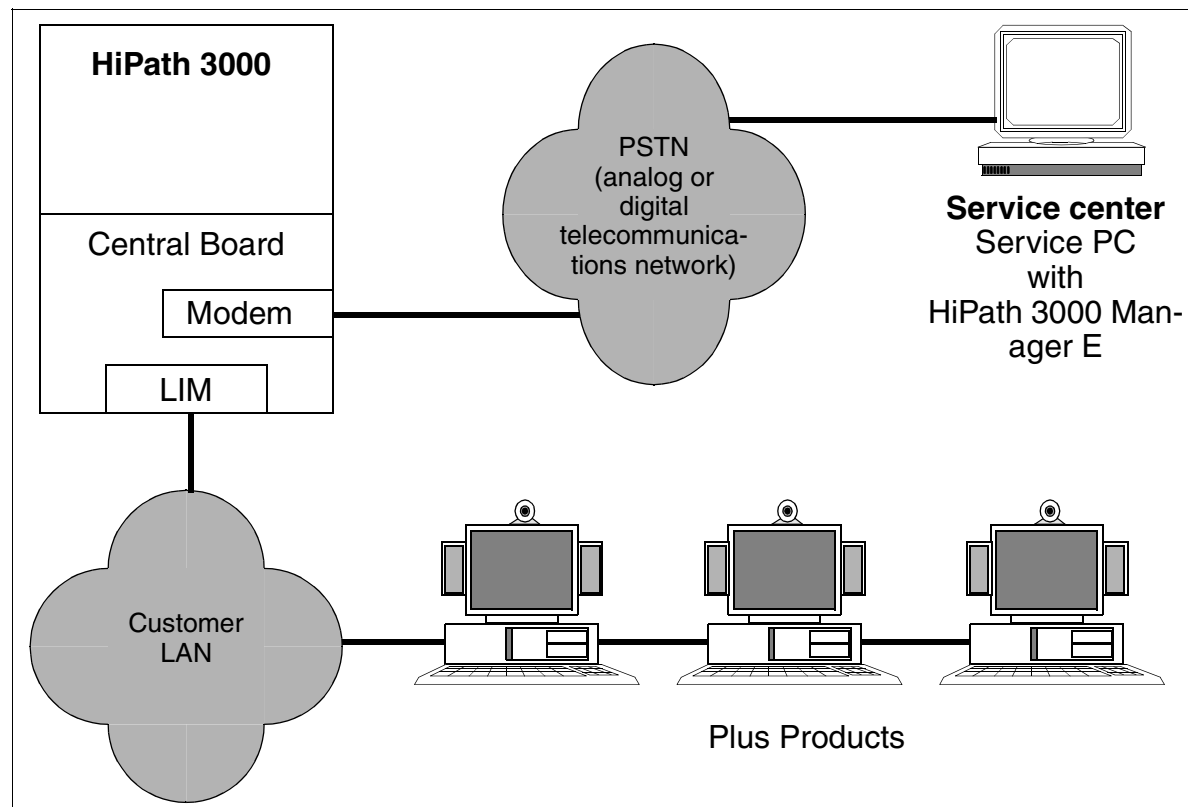 HiPath 3000
Central Board
Modem
LIM
PSTN
(analog or
digital
telecommunica-
tions network)
Service center
Service PC
with
HiPath 3000 Man-
ager E
Customer
LAN
Plus Products